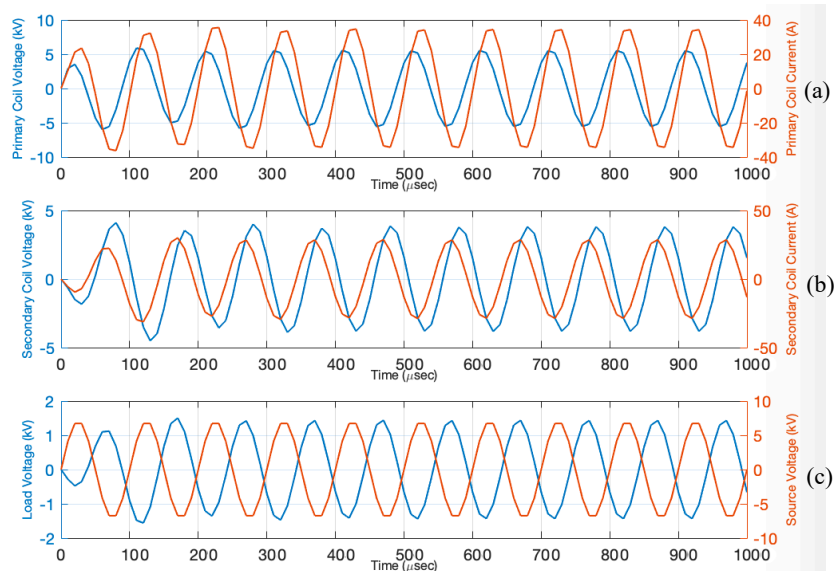 10
5
0
-5
-10
Primary Coil Voltage (kV)
40
20
0
-20
-40
Primary Coil Current (A)
(a)
0 100 200 300 400 500 600 700 800 900 1000
Time (μsec)
5
0
-5
Secondary Coil Voltage (kV)
50
0
-50
Secondary Coil Current (A)
(b)
0 100 200 300 400 500 600 700 800 900 1000
Time (μsec)
2
1
0
-1
-2
Load Voltage (kV)
10
5
0
-5
-10
Source Voltage (kV)
(c)
0 100 200 300 400 500 600 700 800 900 1000
Time (μsec)